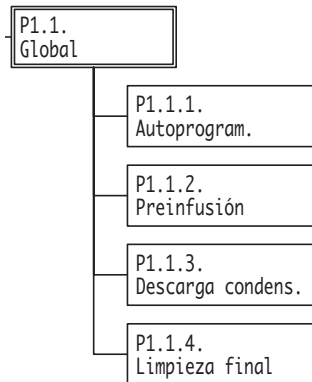 P1.1.
Global
P1.1.1.
Autoprogram.
P1.1.2.
Preinfusión
P1.1.3.
Descarga condens.
P1.1.4.
Limpieza final